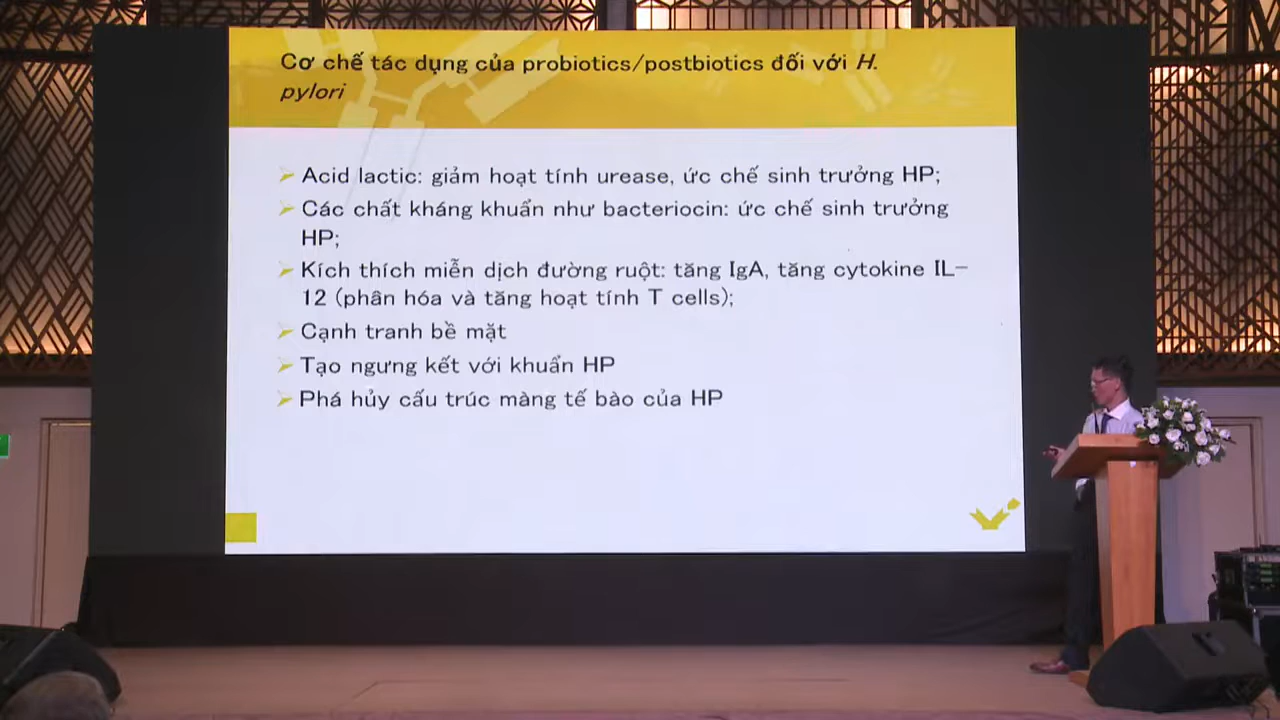 Cơ chế tác dụng của probiotics/postbiotics đối với H.
pylori
➢ Acid lactic: giảm hoạt tính urease, ức chế sinh trưởng HP;
➢ Các chất kháng khuẩn như bacteriocin: ức chế sinh trưởng
HP;
➢ Kích thích miễn dịch đường ruột: tăng IgA, tăng cytokine IL-
12 (phân hóa và tăng hoạt tính T cells);
➢ Cạnh tranh bề mặt
➢ Tạo ngưng kết với khuẩn HP
➢ Phá hủy cấu trúc màng tế bào của HP